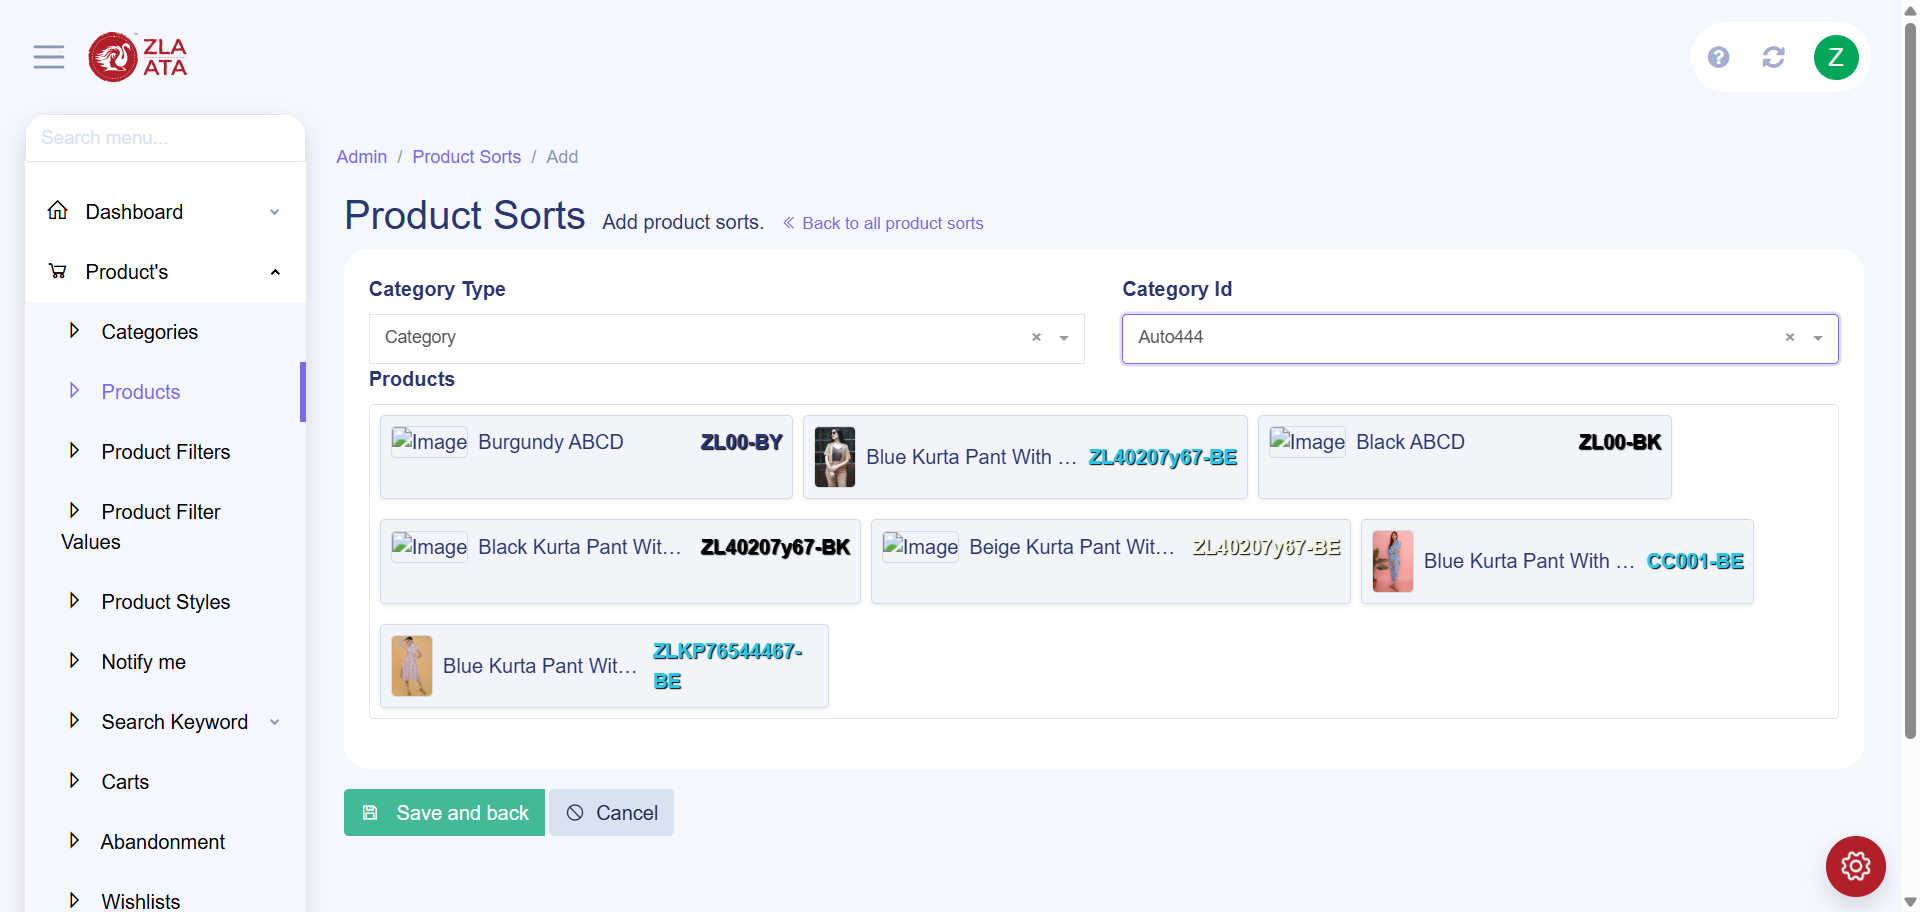 ZLA
ATA
Z
Search menu...
Admin / Product Sorts / Add
Dashboard
Product Sorts Add product sorts. « Back to all product sorts
Product's
Category Type
Category Id
Categories
Category × 
Auto444 ×
Products
Products
Image Burgundy ABCD ZL00-BY
Blue Kurta Pant With ... ZL40207y67-BE
Image Black ABCD ZL00-BK
Product Filters
Product Filter
Values
Image Black Kurta Pant Wit... ZL40207y67-BK
Image Beige Kurta Pant Wit... ZL40207y67-BE
Blue Kurta Pant With ... CC001-BE
Product Styles
Notify me
Blue Kurta Pant Wit... ZLKP76544467-
BE
Search Keyword
Carts
Save and back
Cancel
Abandonment
Wishlists